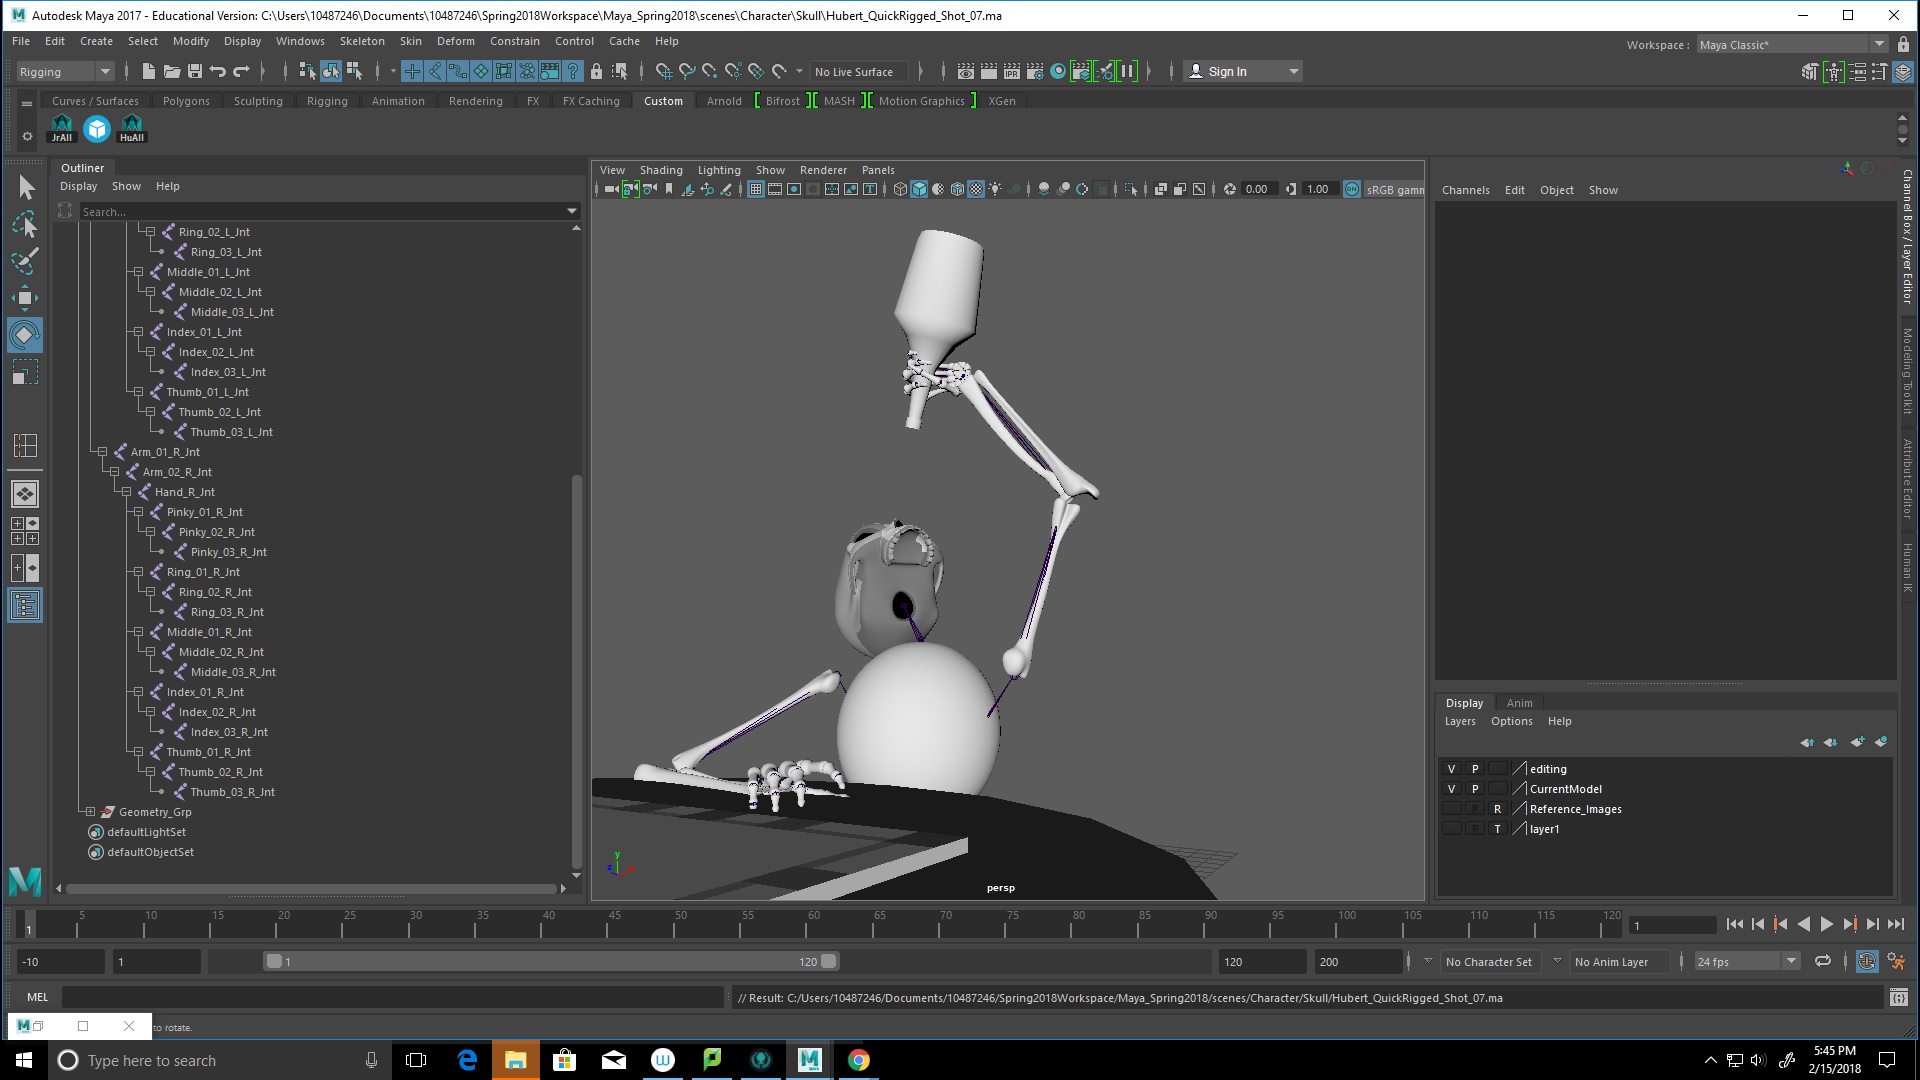 Autodesk Maya 2017 - Educational Version: C:\Users\10487246\Documents\10487246\Spring2018Workspace\Maya_Spring2018\scenes\Character\Skull\Hubert_QuickRigged_Shot_07.ma
File Edit Create Select Modify Display Windows Skeleton Skin Deform Constrain Control Cache Help
Workspace : Maya Classic*
Rigging
No Live Surface
Sign In
Curves / Surfaces Polygons Sculpting Rigging Animation Rendering FX FX Caching Custom Arnold Bifrost MASH Motion Graphics XGen
JrAll HuAll
Outliner
Display Show Help
Search...
Ring_02_L_Jnt
Ring_03_L_Jnt
Middle_01_L_Jnt
Middle_02_L_Jnt
Middle_03_L_Jnt
Index_01_L_Jnt
Index_02_L_Jnt
Index_03_L_Jnt
Thumb_01_L_Jnt
Thumb_02_L_Jnt
Thumb_03_L_Jnt
Arm_01_R_Jnt
Arm_02_R_Jnt
Hand_R_Jnt
Pinky_01_R_Jnt
Pinky_02_R_Jnt
Pinky_03_R_Jnt
Ring_01_R_Jnt
Ring_02_R_Jnt
Ring_03_R_Jnt
Middle_01_R_Jnt
Middle_02_R_Jnt
Middle_03_R_Jnt
Index_01_R_Jnt
Index_02_R_Jnt
Index_03_R_Jnt
Thumb_01_R_Jnt
Thumb_02_R_Jnt
Thumb_03_R_Jnt
Geometry_Grp
defaultLightSet
defaultObjectSet
View Shading Lighting Show Renderer Panels
IPR
0.00 1.00 ON sRGB gamm
y
z x
persp
Channels Edit Object Show
Channel Box / Layer Editor
Modeling Toolkit
Attribute Editor
Human IK
Display Anim
Layers Options Help
V P editing
V P CurrentModel
P R Reference_Images
P T layer1
1 5 10 15 20 25 30 35 40 45 50 55 60 65 70 75 80 85 90 95 100 105 110 115 120
1
-10 1 1 120 120 200 No Character Set No Anim Layer 24 fps
MEL
// Result: C:/Users/10487246/Documents/10487246/Spring2018Workspace/Maya_Spring2018/scenes/Character/Skull/Hubert_QuickRigged_Shot_07.ma
to rotate.
Type here to search
5:45 PM
2/15/2018